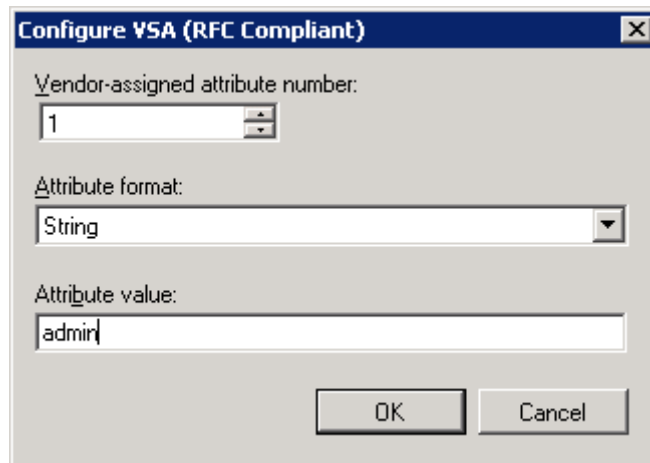 Configure VSA (RFC Compliant)
Vendor-assigned attribute number:
1
Attribute format:
String
Attribute value:
admin
OK Cancel